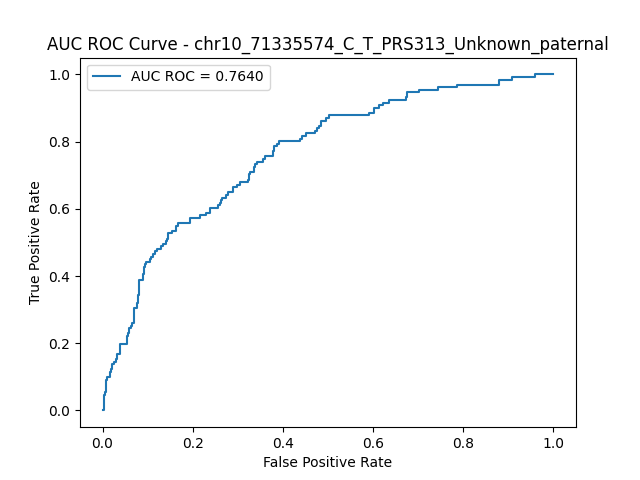 AUC ROC Curve - chr10_71335574_C_T_PRS313_Unknown_paternal
AUC ROC = 0.7640
1.0
0.8
0.6
0.4
0.2
0.0
True Positive Rate
0.0 0.2 0.4 0.6 0.8 1.0
False Positive Rate